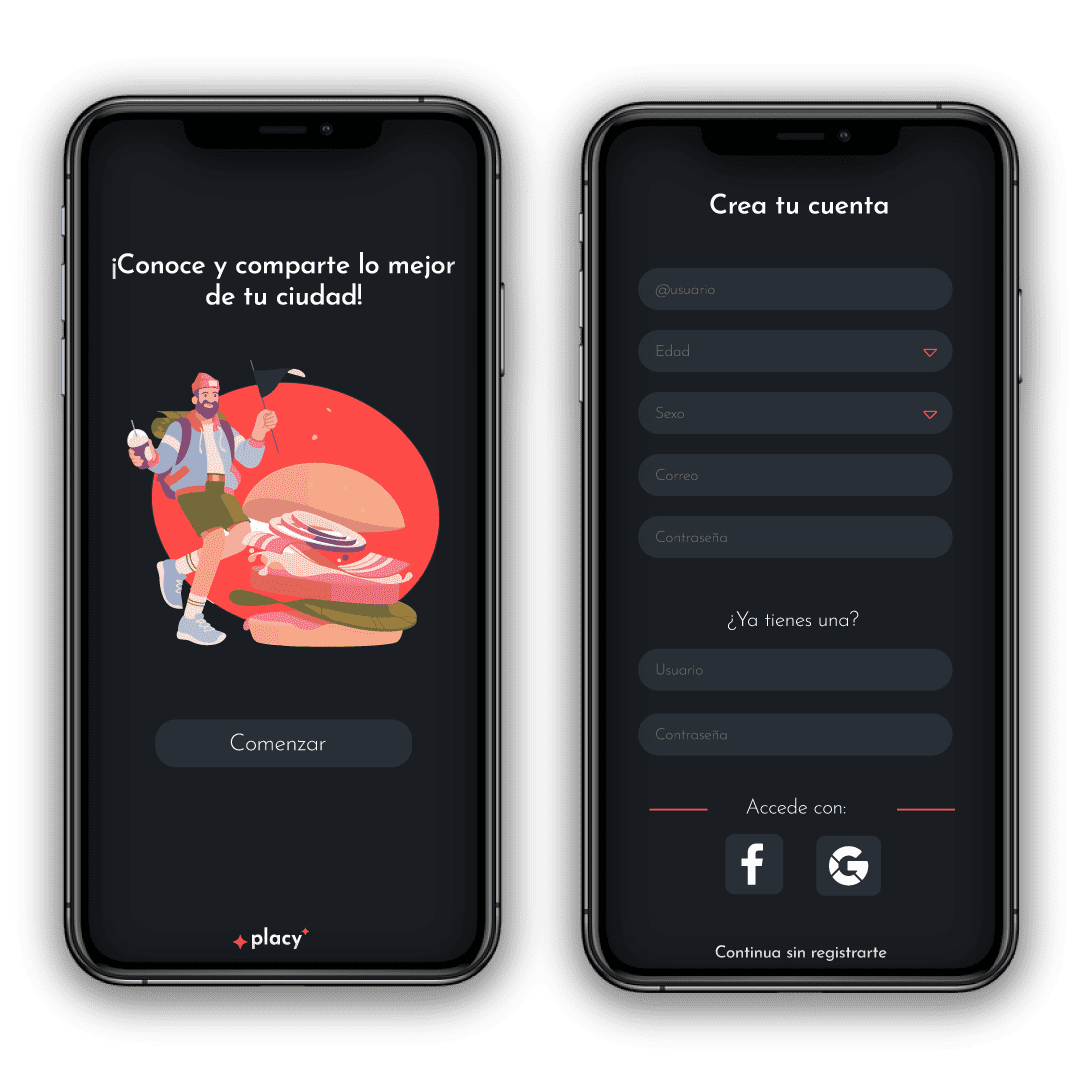 ¡Conoce y comparte lo mejor
de tu ciudad!
Comenzar
placy
Crea tu cuenta
@usuario
Edad
Sexo
Correo
Contraseña
¿Ya tienes una?
Usuario
Contraseña
Accede con:
f
G
Continua sin registrarte